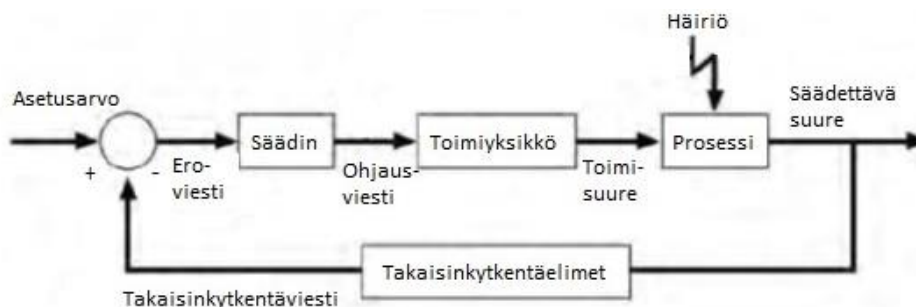 Häiriö
Asetusarvo
Säädettävä
suure
Säädin
Toimiyksikkö
Prosessi
+
-
Ero-
viesti
Ohjaus-
viesti
Toimi-
suure
Takaisinkytkentäelimet
Takaisinkytkentäviesti